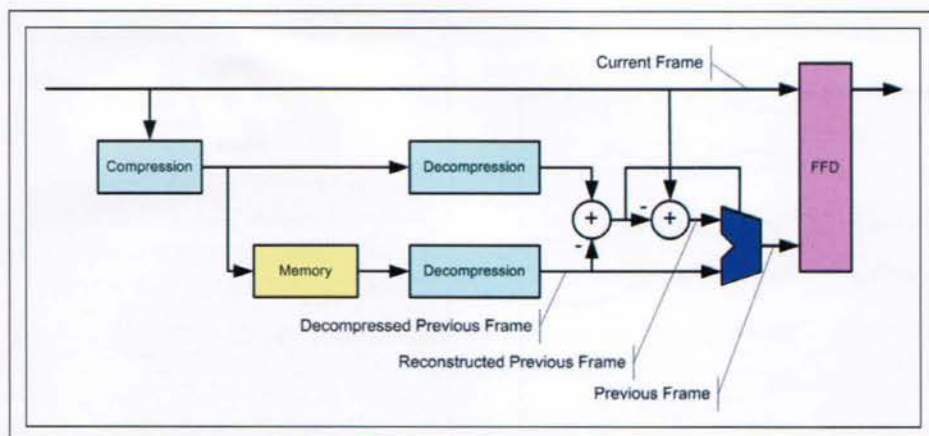 Current Frame
Compression
Decompression
FFD
+
-
-
+
Memory
Decompression
Decompressed Previous Frame
Reconstructed Previous Frame
Previous Frame